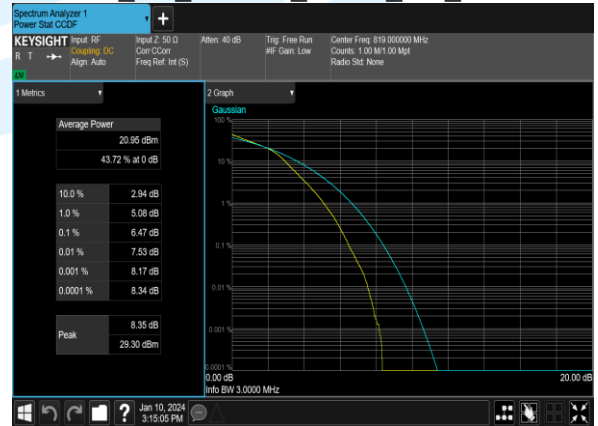 Spectrum Analyzer 1
Power Stat CCDF
+
KEYSIGHT
R T
LXI
Input: RF
Coupling: DC
Align: Auto
Input Z: 50 Ω
Corr CCorr
Freq Ref: Int (S)
Atten: 40 dB
Trig: Free Run
#IF Gain: Low
Center Freq: 819.000000 MHz
Counts: 1.00 M/1.00 Mpt
Radio Std: None
1 Metrics
Average Power
20.95 dBm
43.72 % at 0 dB
10.0 % 2.94 dB
1.0 % 5.08 dB
0.1 % 6.47 dB
0.01 % 7.53 dB
0.001 % 8.17 dB
0.0001 % 8.34 dB
Peak
8.35 dB
29.30 dBm
2 Graph
Gaussian
100 %
10 %
1 %
0.1 %
0.01 %
0.001 %
0.0001 %
0.00 dB
20.00 dB
Info BW 3.0000 MHz
?
Jan 10, 2024
3:15:05 PM